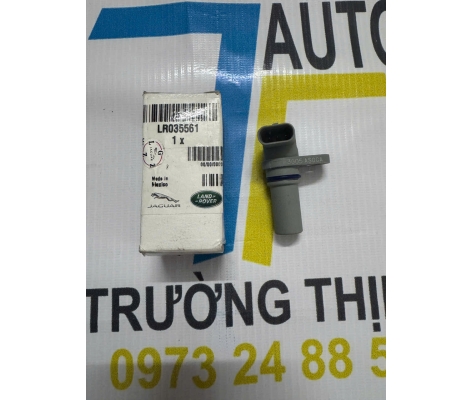 AUTO
LR035561
1 x
Made in
Mexico
JAGUAR
LAND-
ROVER
TRƯỜNG THỊ
0973 24 88 5